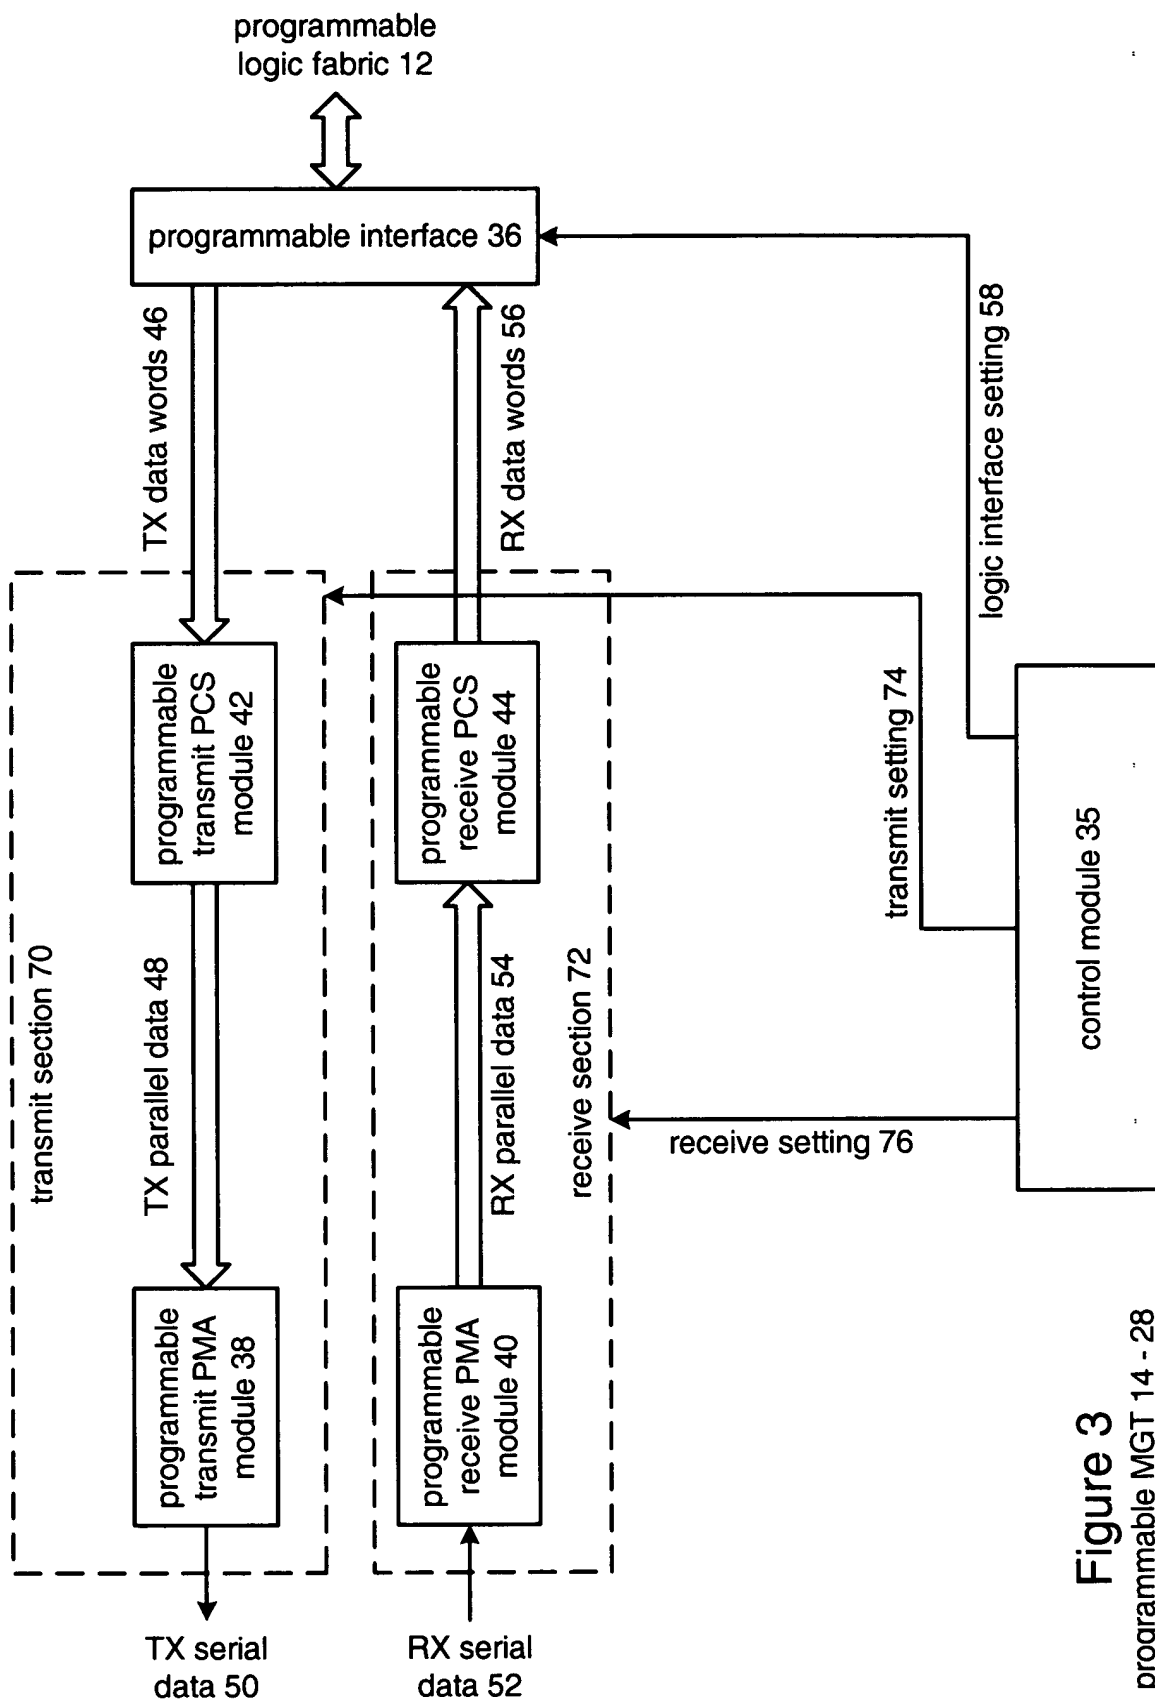 programmable
logic fabric 12
programmable interface 36
TX data words 46
RX data words 56
logic interface setting 58
programmable
transmit PCS
module 42
programmable
receive PCS
module 44
transmit setting 74
control module 35
transmit section 70
TX parallel data 48
RX parallel data 54
receive section 72
receive setting 76
programmable
transmit PMA
module 38
programmable
receive PMA
module 40
TX serial
data 50
RX serial
data 52
Figure 3
programmable MGT 14 - 28